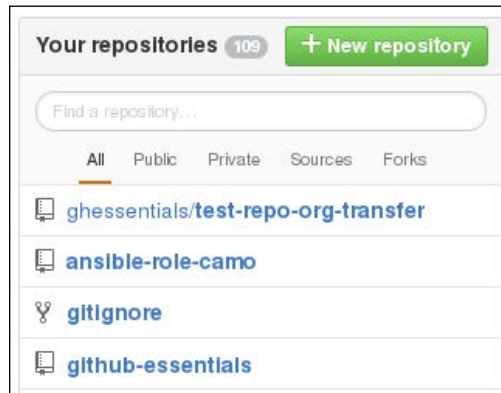 Your repositories 109 + New repository
Find a repository...
All Public Private Sources Forks
ghessentials/test-repo-org-transfer
ansible-role-camo
gitignore
github-essentials